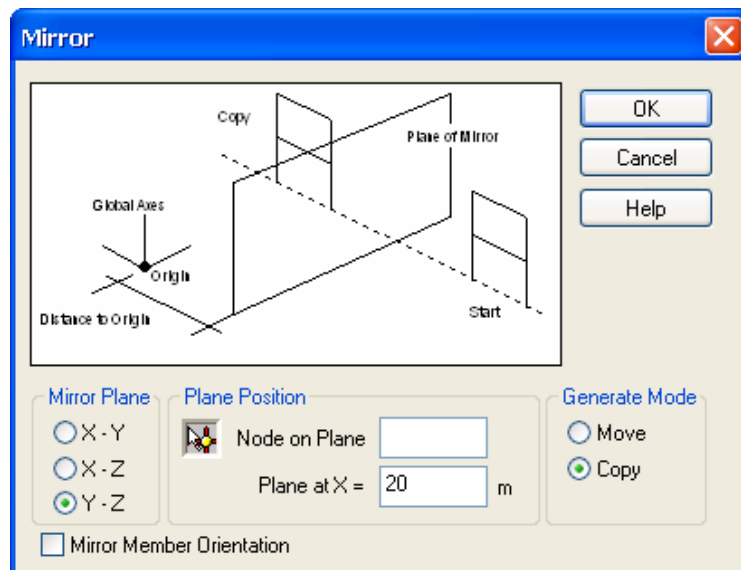 Mirror
Copy
Plane of Mirror
Global Axes
Origin
Distance to Origin
Start
OK
Cancel
Help
Mirror Plane
X - Y
X - Z
Y - Z
Plane Position
Node on Plane
Plane at X = 20 m
Generate Mode
Move
Copy
Mirror Member Orientation